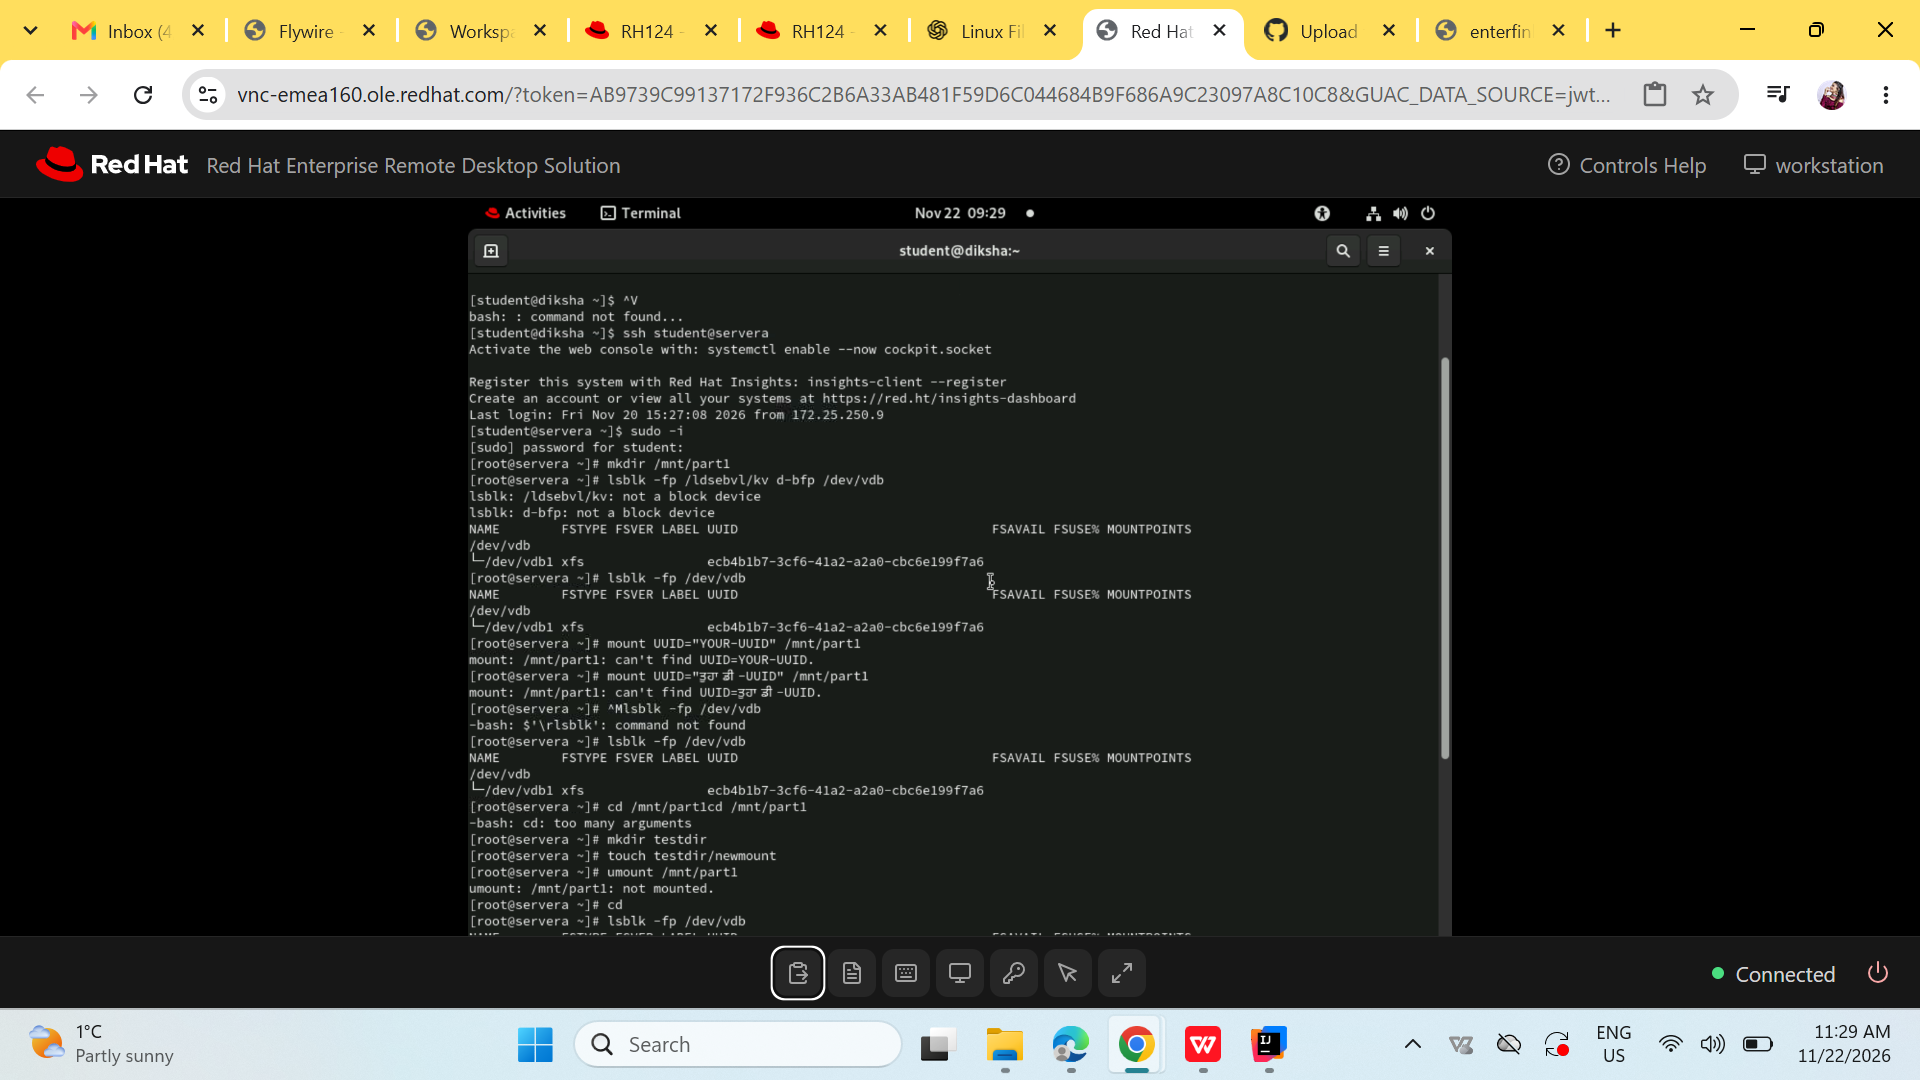 Inbox (4
Flywire -
Worksp
RH124 -
RH124 -
Linux Fi
Red Hat
Upload
enterfin
vnc-emea160.ole.redhat.com/?token=AB9739C99137172F936C2B6A33AB481F59D6C044684B9F686A9C23097A8C10C8&GUAC_DATA_SOURCE=jwt...
Red Hat Red Hat Enterprise Remote Desktop Solution
Controls Help
workstation
Activities
Terminal
Nov 22 09:29
student@diksha:~
[student@diksha ~]$ ^V
bash: : command not found...
[student@diksha ~]$ ssh student@servera
Activate the web console with: systemctl enable --now cockpit.socket
Register this system with Red Hat Insights: insights-client --register
Create an account or view all your systems at https://red.ht/insights-dashboard
Last login: Fri Nov 20 15:27:08 2026 from 172.25.250.9
[student@servera ~]$ sudo -i
[sudo] password for student:
[root@servera ~]# mkdir /mnt/part1
[root@servera ~]# lsblk -fp /ldsebvl/kv d-bfp /dev/vdb
lsblk: /ldsebvl/kv: not a block device
lsblk: d-bfp: not a block device
NAME FSTYPE FSVER LABEL UUID FSAVAIL FSUSE% MOUNTPOINTS
/dev/vdb
└─/dev/vdb1 xfs ecb4b1b7-3cf6-41a2-a2a0-cbc6e199f7a6
[root@servera ~]# lsblk -fp /dev/vdb
NAME FSTYPE FSVER LABEL UUID FSAVAIL FSUSE% MOUNTPOINTS
/dev/vdb
└─/dev/vdb1 xfs ecb4b1b7-3cf6-41a2-a2a0-cbc6e199f7a6
[root@servera ~]# mount UUID="YOUR-UUID" /mnt/part1
mount: /mnt/part1: can't find UUID=YOUR-UUID.
[root@servera ~]# mount UUID="ਤੁਹਾ ਡੀ -UUID" /mnt/part1
mount: /mnt/part1: can't find UUID=ਤੁਹਾ ਡੀ -UUID.
[root@servera ~]# ^Mlsblk -fp /dev/vdb
-bash: $'\rlsblk': command not found
[root@servera ~]# lsblk -fp /dev/vdb
NAME FSTYPE FSVER LABEL UUID FSAVAIL FSUSE% MOUNTPOINTS
/dev/vdb
└─/dev/vdb1 xfs ecb4b1b7-3cf6-41a2-a2a0-cbc6e199f7a6
[root@servera ~]# cd /mnt/part1cd /mnt/part1
-bash: cd: too many arguments
[root@servera ~]# mkdir testdir
[root@servera ~]# touch testdir/newmount
[root@servera ~]# umount /mnt/part1
umount: /mnt/part1: not mounted.
[root@servera ~]# cd
[root@servera ~]# lsblk -fp /dev/vdb
Connected
1°C
Partly sunny
Search
ENG
US
11:29 AM
11/22/2026